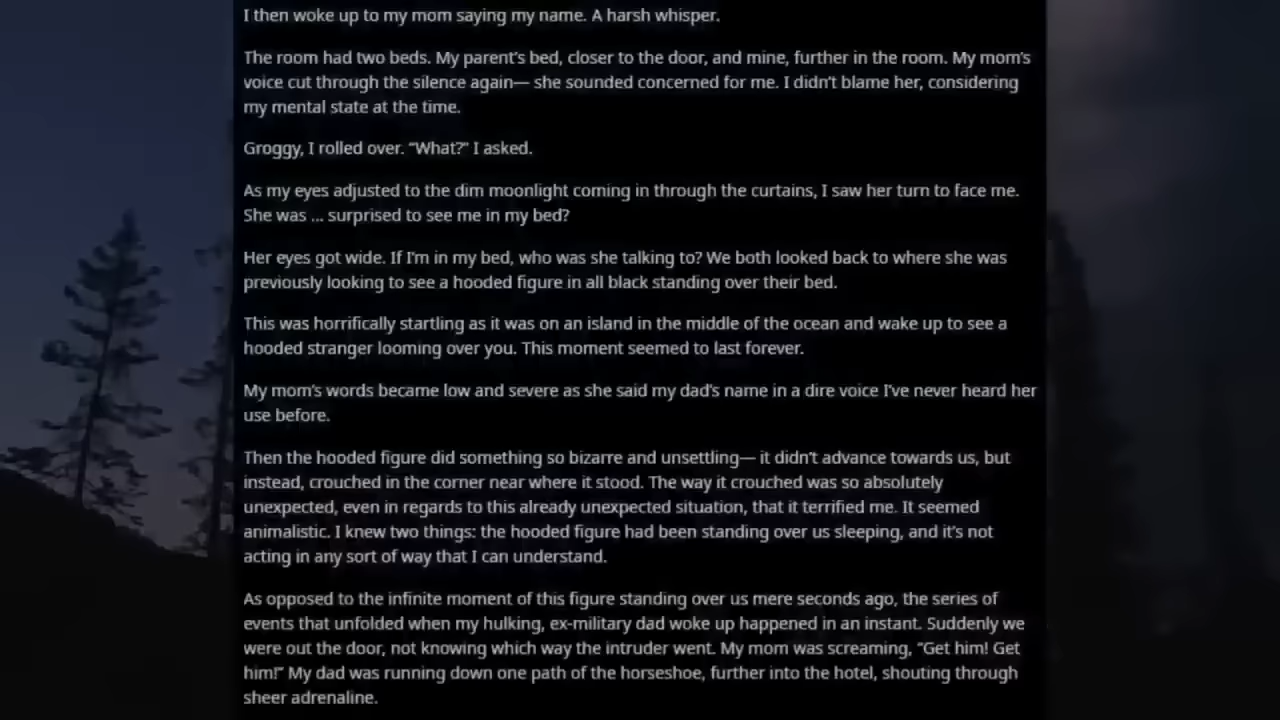 I then woke up to my mom saying my name. A harsh whisper.
The room had two beds. My parent's bed, closer to the door, and mine, further in the room. My mom's
voice cut through the silence again— she sounded concerned for me. I didn't blame her, considering
my mental state at the time.
Groggy, I rolled over. “What?” I asked.
As my eyes adjusted to the dim moonlight coming in through the curtains, I saw her turn to face me.
She was ... surprised to see me in my bed?
Her eyes got wide. If I'm in my bed, who was she talking to? We both looked back to where she was
previously looking to see a hooded figure in all black standing over their bed.
This was horrifically startling as it was on an island in the middle of the ocean and wake up to see a
hooded stranger looming over you. This moment seemed to last forever.
My mom's words became low and severe as she said my dad's name in a dire voice I've never heard her
use before.
Then the hooded figure did something so bizarre and unsettling— it didn't advance towards us, but
instead, crouched in the corner near where it stood. The way it crouched was so absolutely
unexpected, even in regards to this already unexpected situation, that it terrified me. It seemed
animalistic. I knew two things: the hooded figure had been standing over us sleeping, and it's not
acting in any sort of way that I can understand.
As opposed to the infinite moment of this figure standing over us mere seconds ago, the series of
events that unfolded when my hulking, ex-military dad woke up happened in an instant. Suddenly we
were out the door, not knowing which way the intruder went. My mom was screaming, “Get him! Get
him!” My dad was running down one path of the horseshoe, further into the hotel, shouting through
sheer adrenaline.